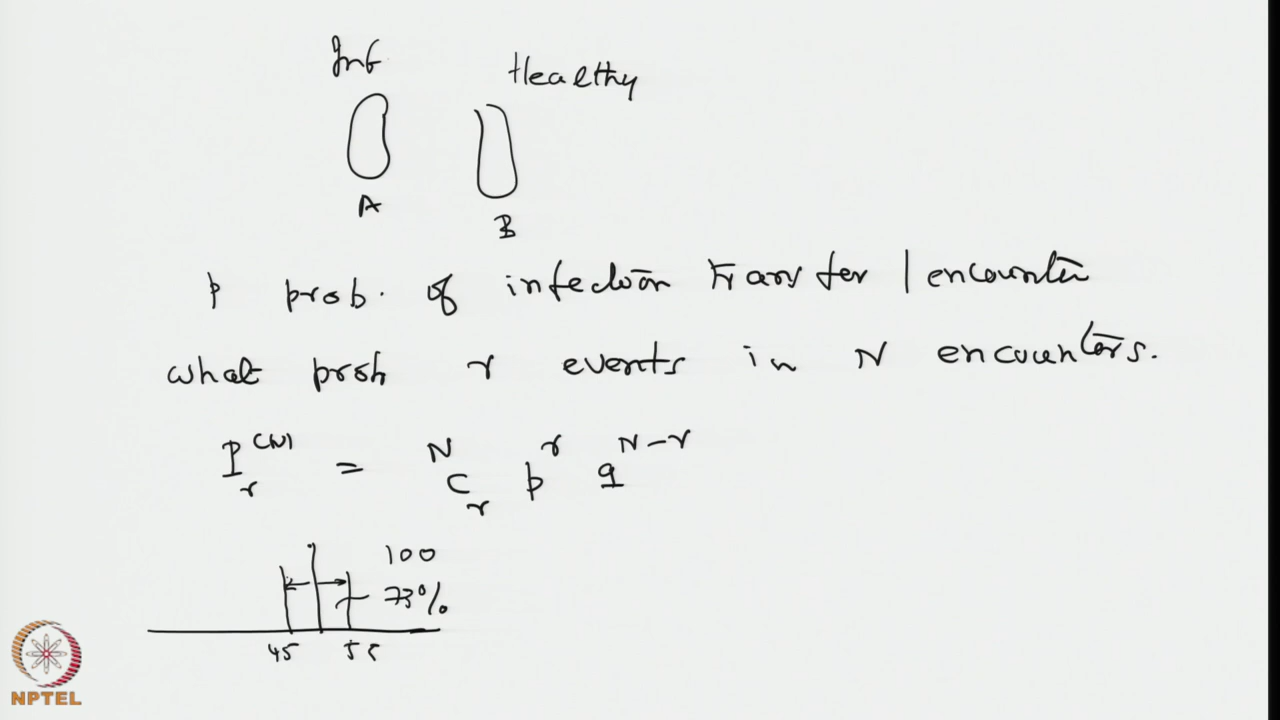 Inf Healthy
A B
p prob. of infection transfer / encounter
what prob r events in N encounters.
P_r^(N) = ^N C_r p^r q^{N-r}
100
73%
45 55
NPTEL